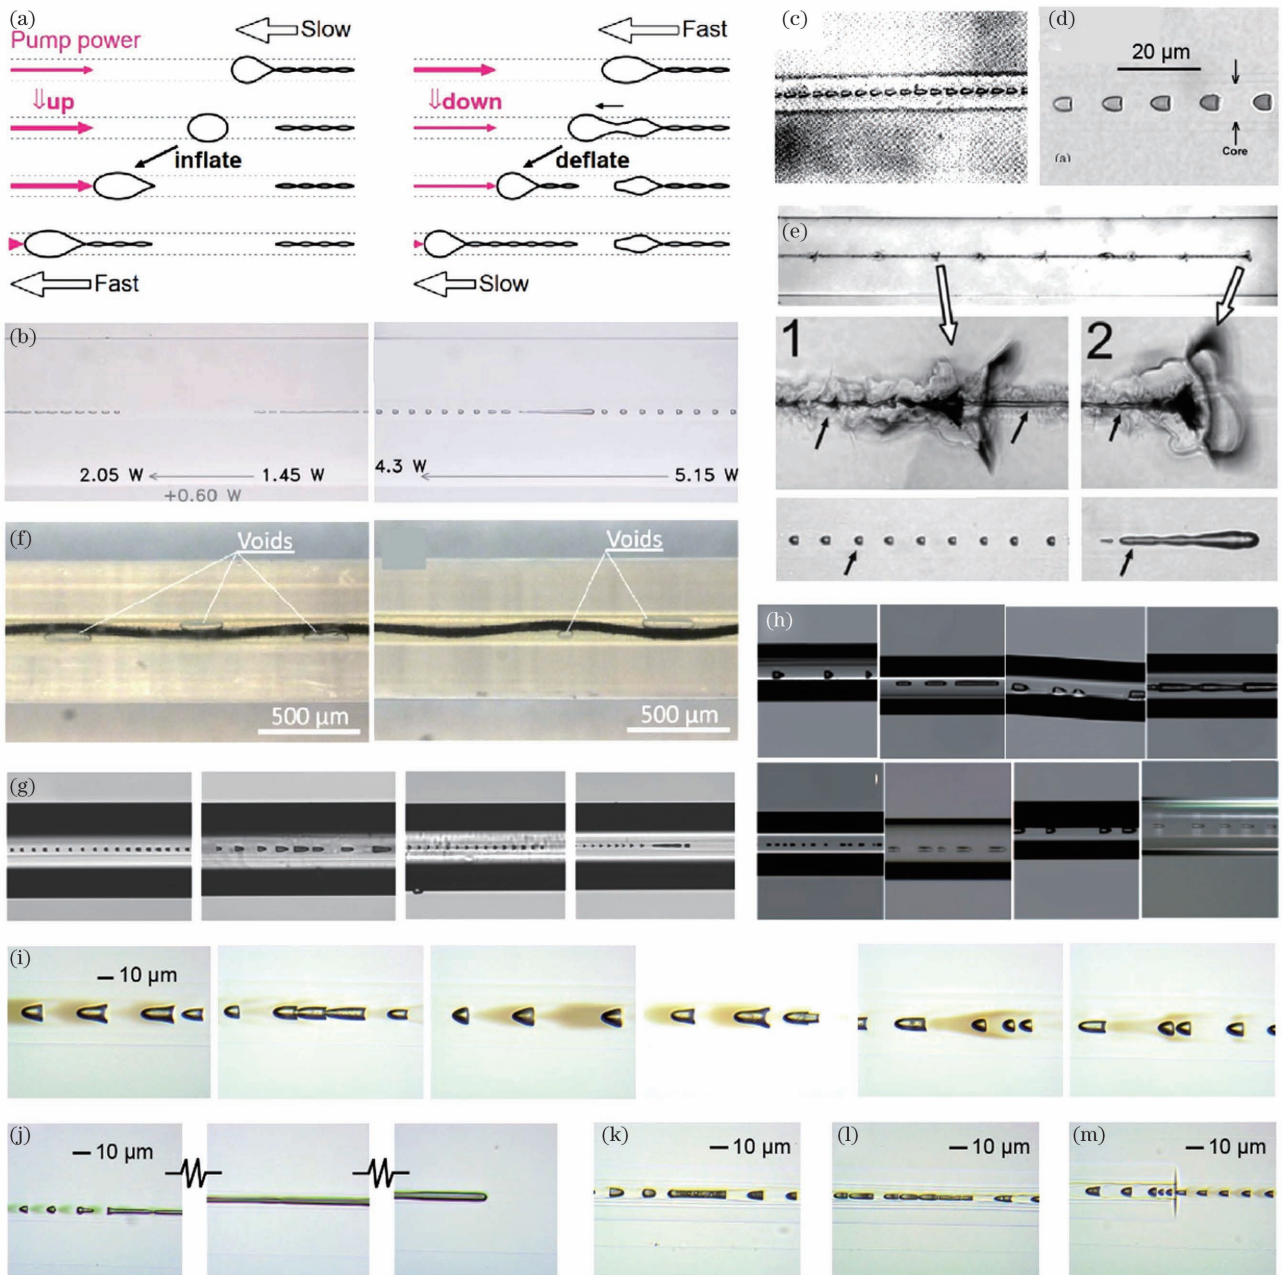 (a)
Slow
Fast
Pump power
⇓up
⇓down
inflate
deflate
Fast
Slow
(b)
2.05 W
1.45 W
+0.60 W
4.3 W
5.15 W
(c)
(d)
20 μm
Core
(a)
(e)
1
2
(f)
Voids
Voids
500 μm
500 μm
(g)
(h)
(i)
10 μm
(j)
10 μm
(k)
10 μm
(l)
10 μm
(m)
10 μm